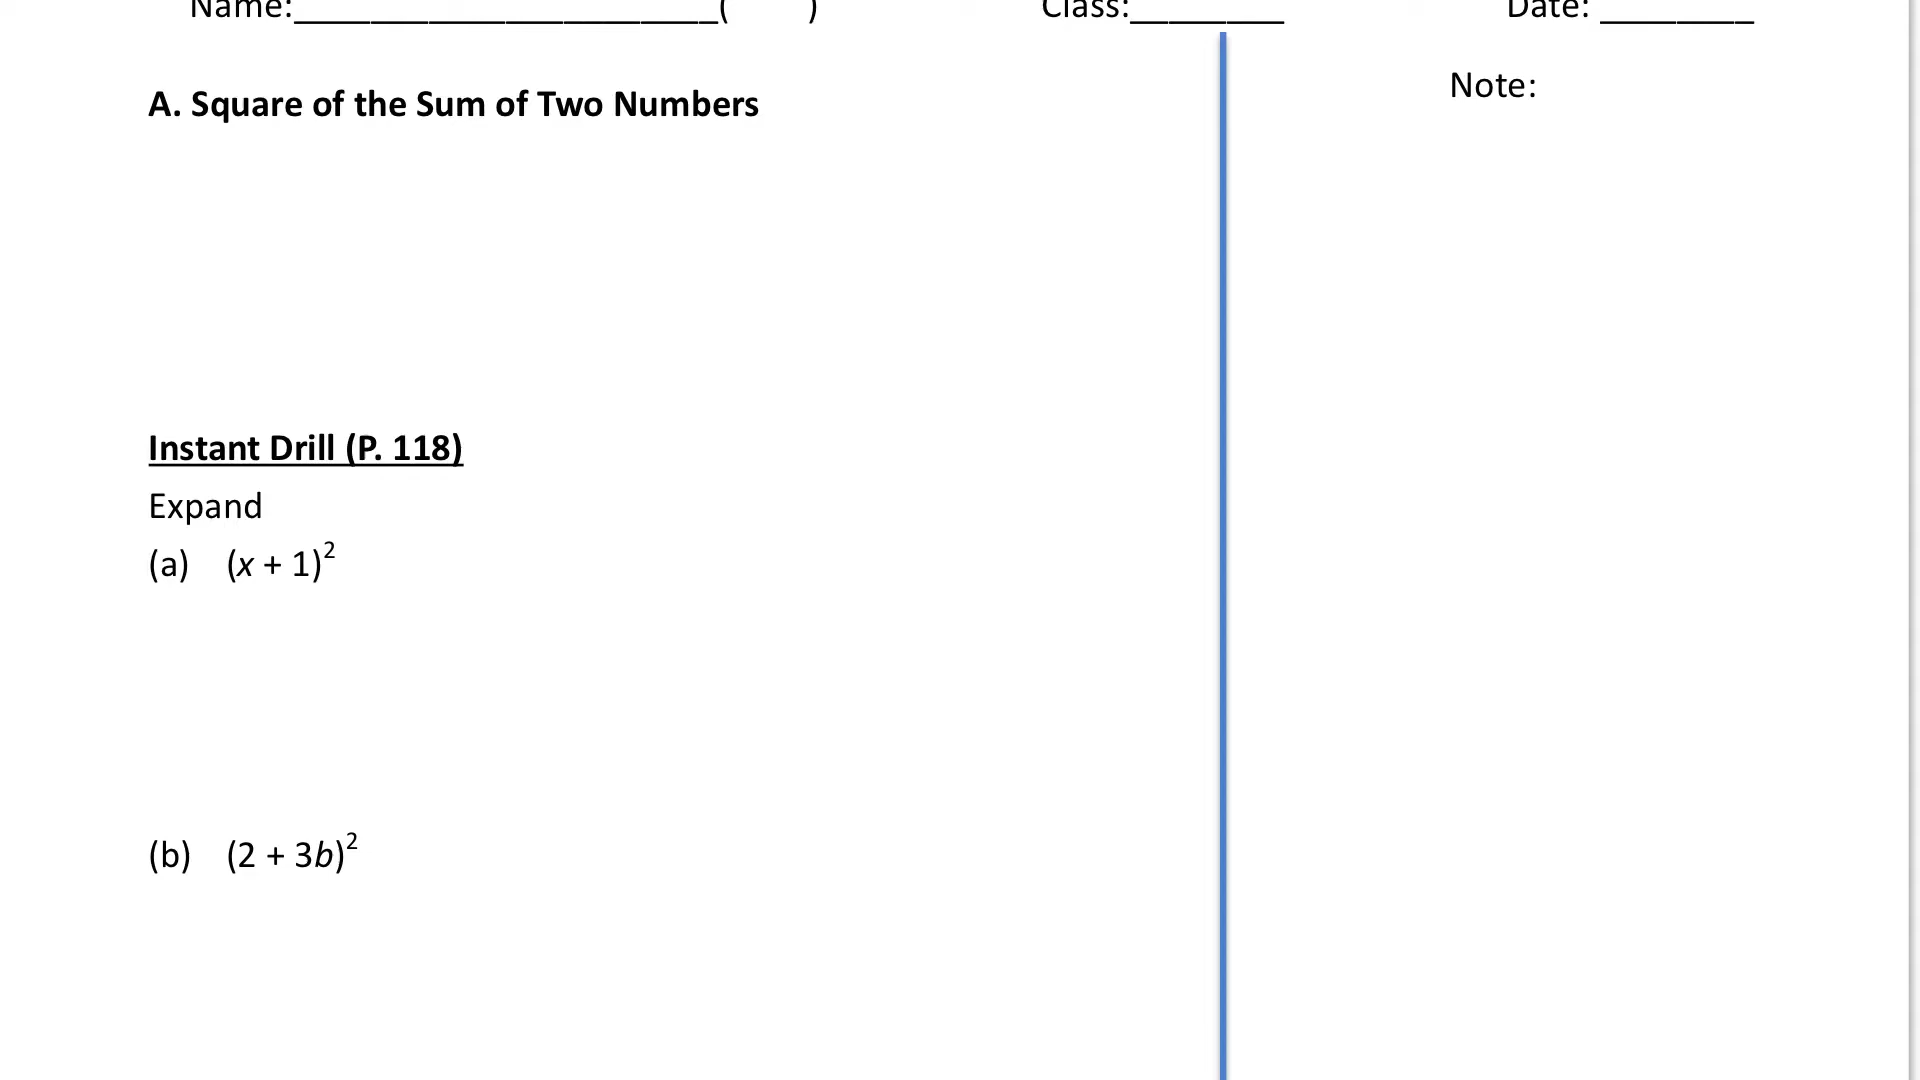 Name:______________________(       )          Class:________          Date: ________
Note:
A. Square of the Sum of Two Numbers
Instant Drill (P. 118)
Expand
(a) (x + 1)²
(b) (2 + 3b)²